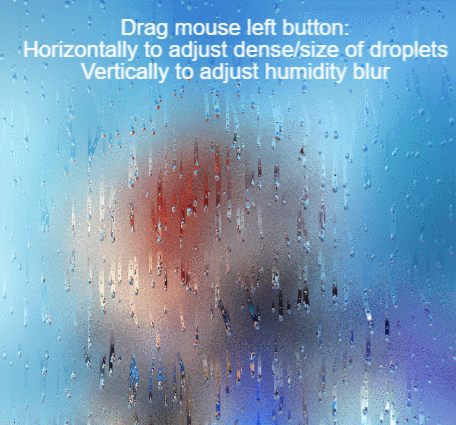 Drag mouse left button:
Horizontally to adjust dense/size of droplets
Vertically to adjust humidity blur